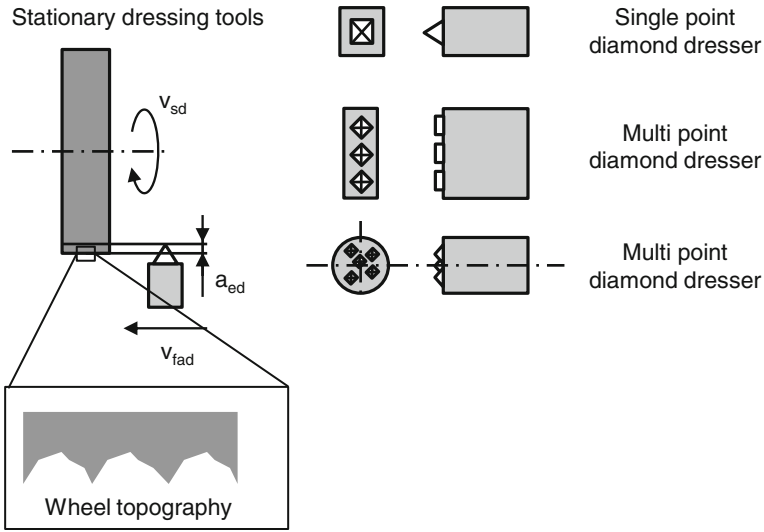 Stationary dressing tools
v_sd
a_ed
v_fad
Wheel topography
Single point
diamond dresser
Multi point
diamond dresser
Multi point
diamond dresser